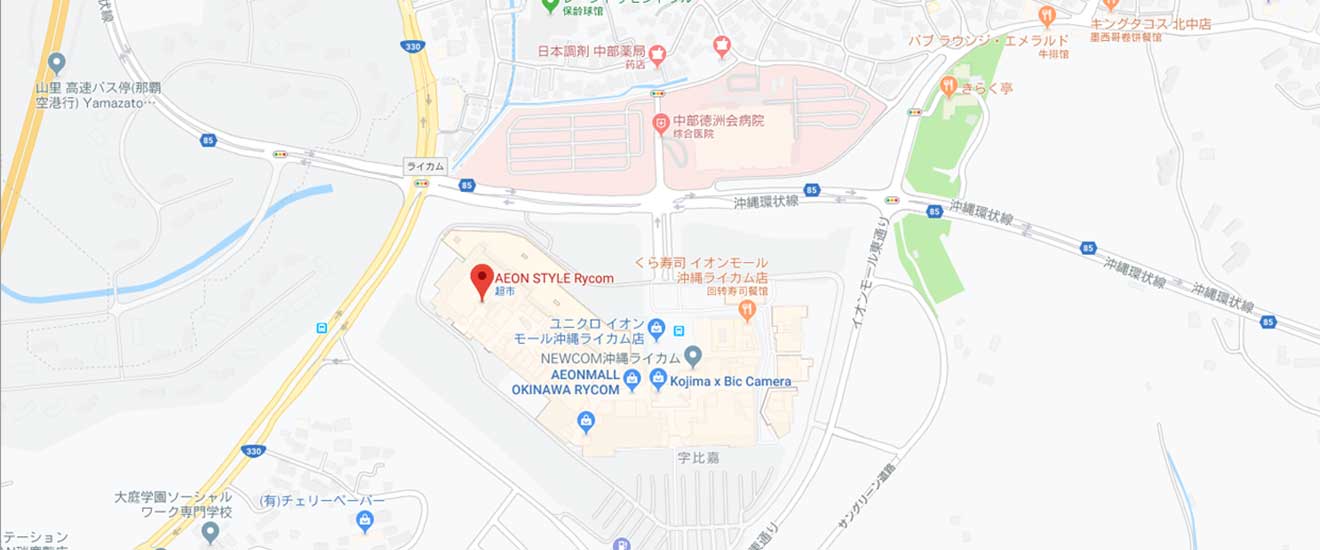 保龄球馆
330
キングタコス 北中店
墨西哥卷饼餐馆
パブ ラウンジ・エメラルド
牛排馆
日本調剤 中部薬局
药店
山里 高速バス停(那覇
空港行) Yamazato…
きらく亭
中部徳洲会病院
综合医院
85
ライカム
85
85
沖縄環状線
85
沖縄環状線
85
沖縄環状線
沖縄環状線
85
イオンモール東通り
くら寿司 イオンモール
沖縄ライカム店
回转寿司餐馆
AEON STYLE Rycom
超市
ユニクロ イオン
モール沖縄ライカム店
NEWCOM沖縄ライカム
AEONMALL
OKINAWA RYCOM
Kojima x Bic Camera
字比嘉
330
サングリーン道路
大庭学園ソーシャル
ワーク専門学校
(有)チェリーペーパー
東通り
テーション